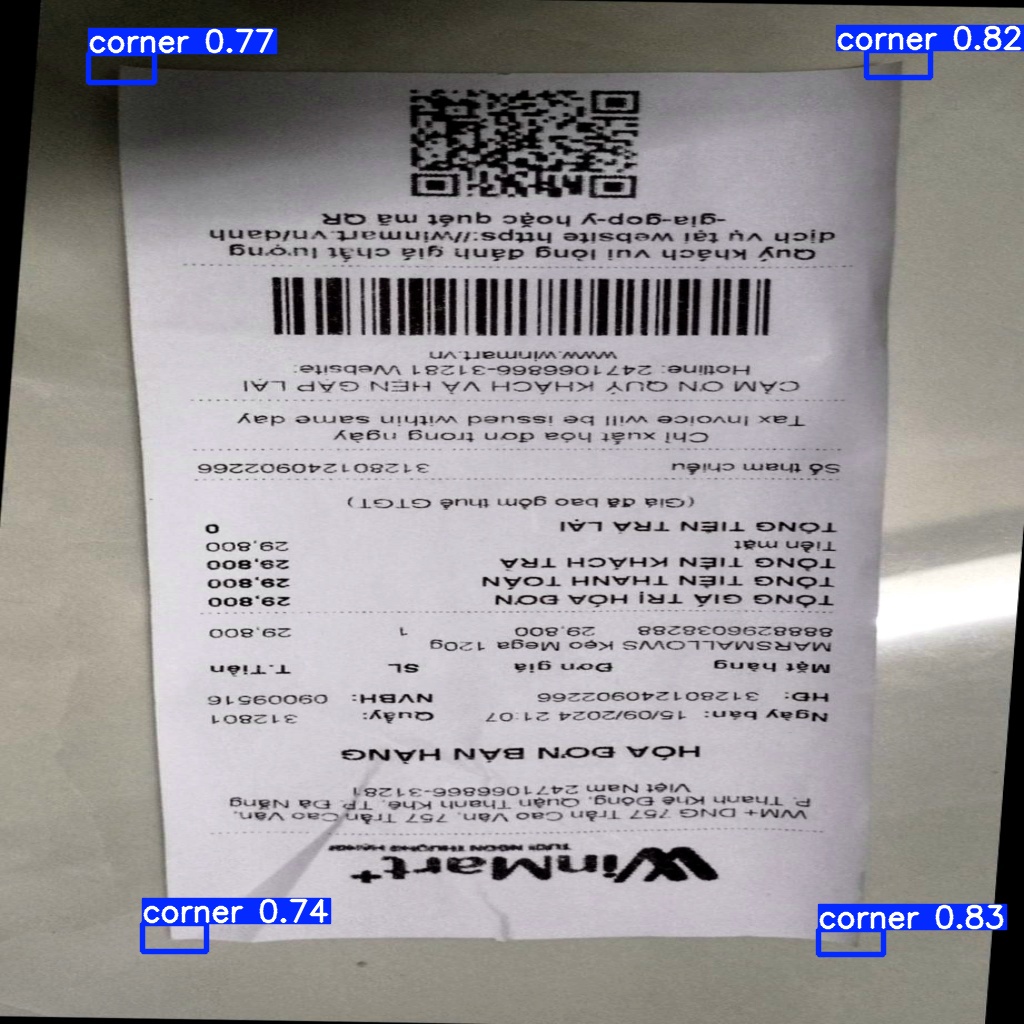 corner 0.77
corner 0.82
corner 0.74
corner 0.83
WinMart+
TƯƠI NGON THƯỢNG HẠNG!
WM+ DNG 757 Trần Cao Vân, 757 Trần Cao Vân,
P. Thanh Khê Đông, Quận Thanh Khê, TP. Đà Nẵng
Việt Nam 2471066866-31281
HÓA ĐƠN BÁN HÀNG
Ngày bán: 15/09/2024 21:07 Quầy: 312801
HĐ: 312801240902266 NVBH: 09009516
Mặt hàng Đơn giá SL T.Tiền
MARSMALLOWS Kẹo Mega 120g
8888296038288 29.800 1 29,800
TỔNG GIÁ TRỊ HÓA ĐƠN 29,800
TỔNG TIỀN THANH TOÁN 29,800
TỔNG TIỀN KHÁCH TRẢ 29,800
Tiền mặt 29,800
TỔNG TIỀN TRẢ LẠI 0
(Giá đã bao gồm thuế GTGT)
Số tham chiếu 312801240902266
Chỉ xuất hóa đơn trong ngày
Tax Invoice will be issued within same day
CẢM ƠN QUÝ KHÁCH VÀ HẸN GẶP LẠI
Hotline: 2471066866-31281 Website:
www.winmart.vn
Quý khách vui lòng đánh giá chất lượng
dịch vụ tại website https://winmart.vn/danh
-gia-gop-y hoặc quét mã QR